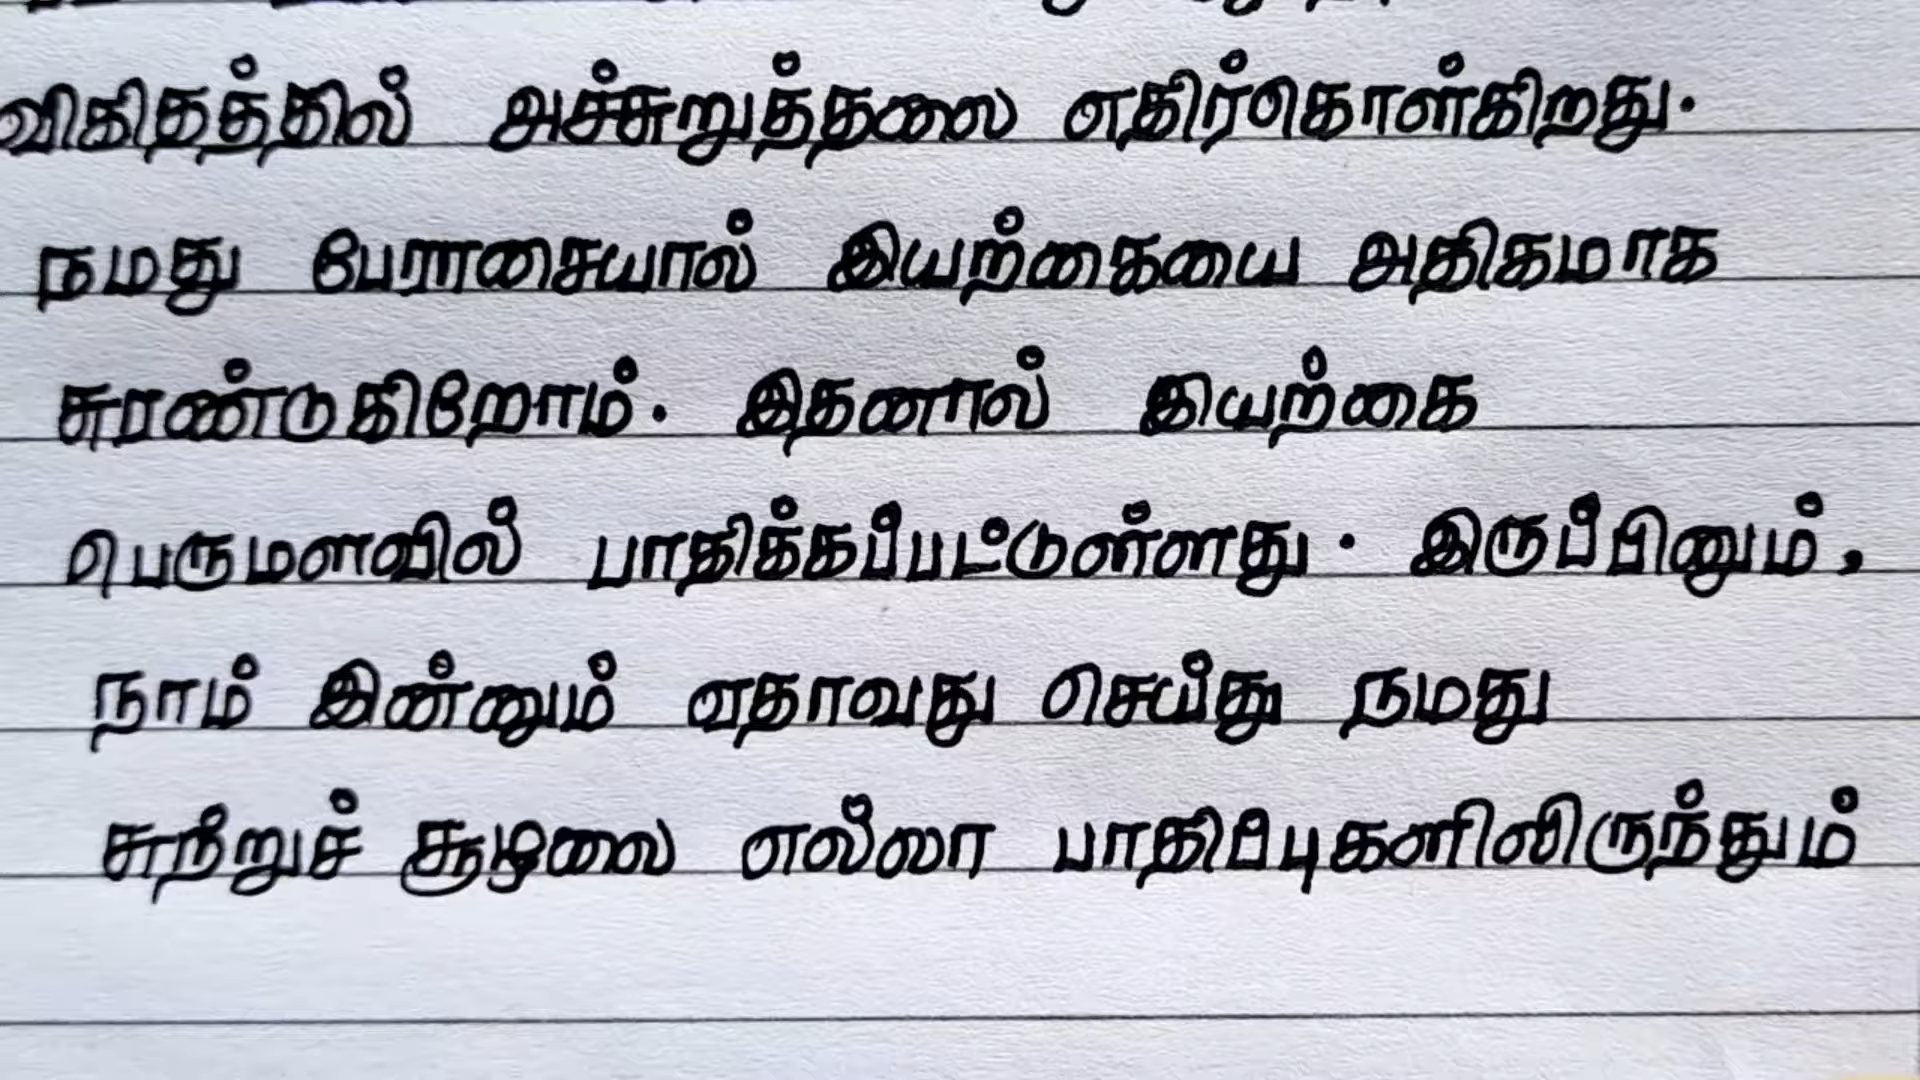 விகிதத்தில் அச்சுறுத்தலை எதிர்கொள்கிறது.
நமது பேராசையால் இயற்கையை அதிகமாக
சுரண்டுகிறோம். இதனால் இயற்கை
பெருமளவில் பாதிக்கப்பட்டுள்ளது. இருப்பினும்,
நாம் இன்னும் ஏதாவது செய்து நமது
சுற்றுச் சூழலை எல்லா பாதிப்புகளிலிருந்தும்